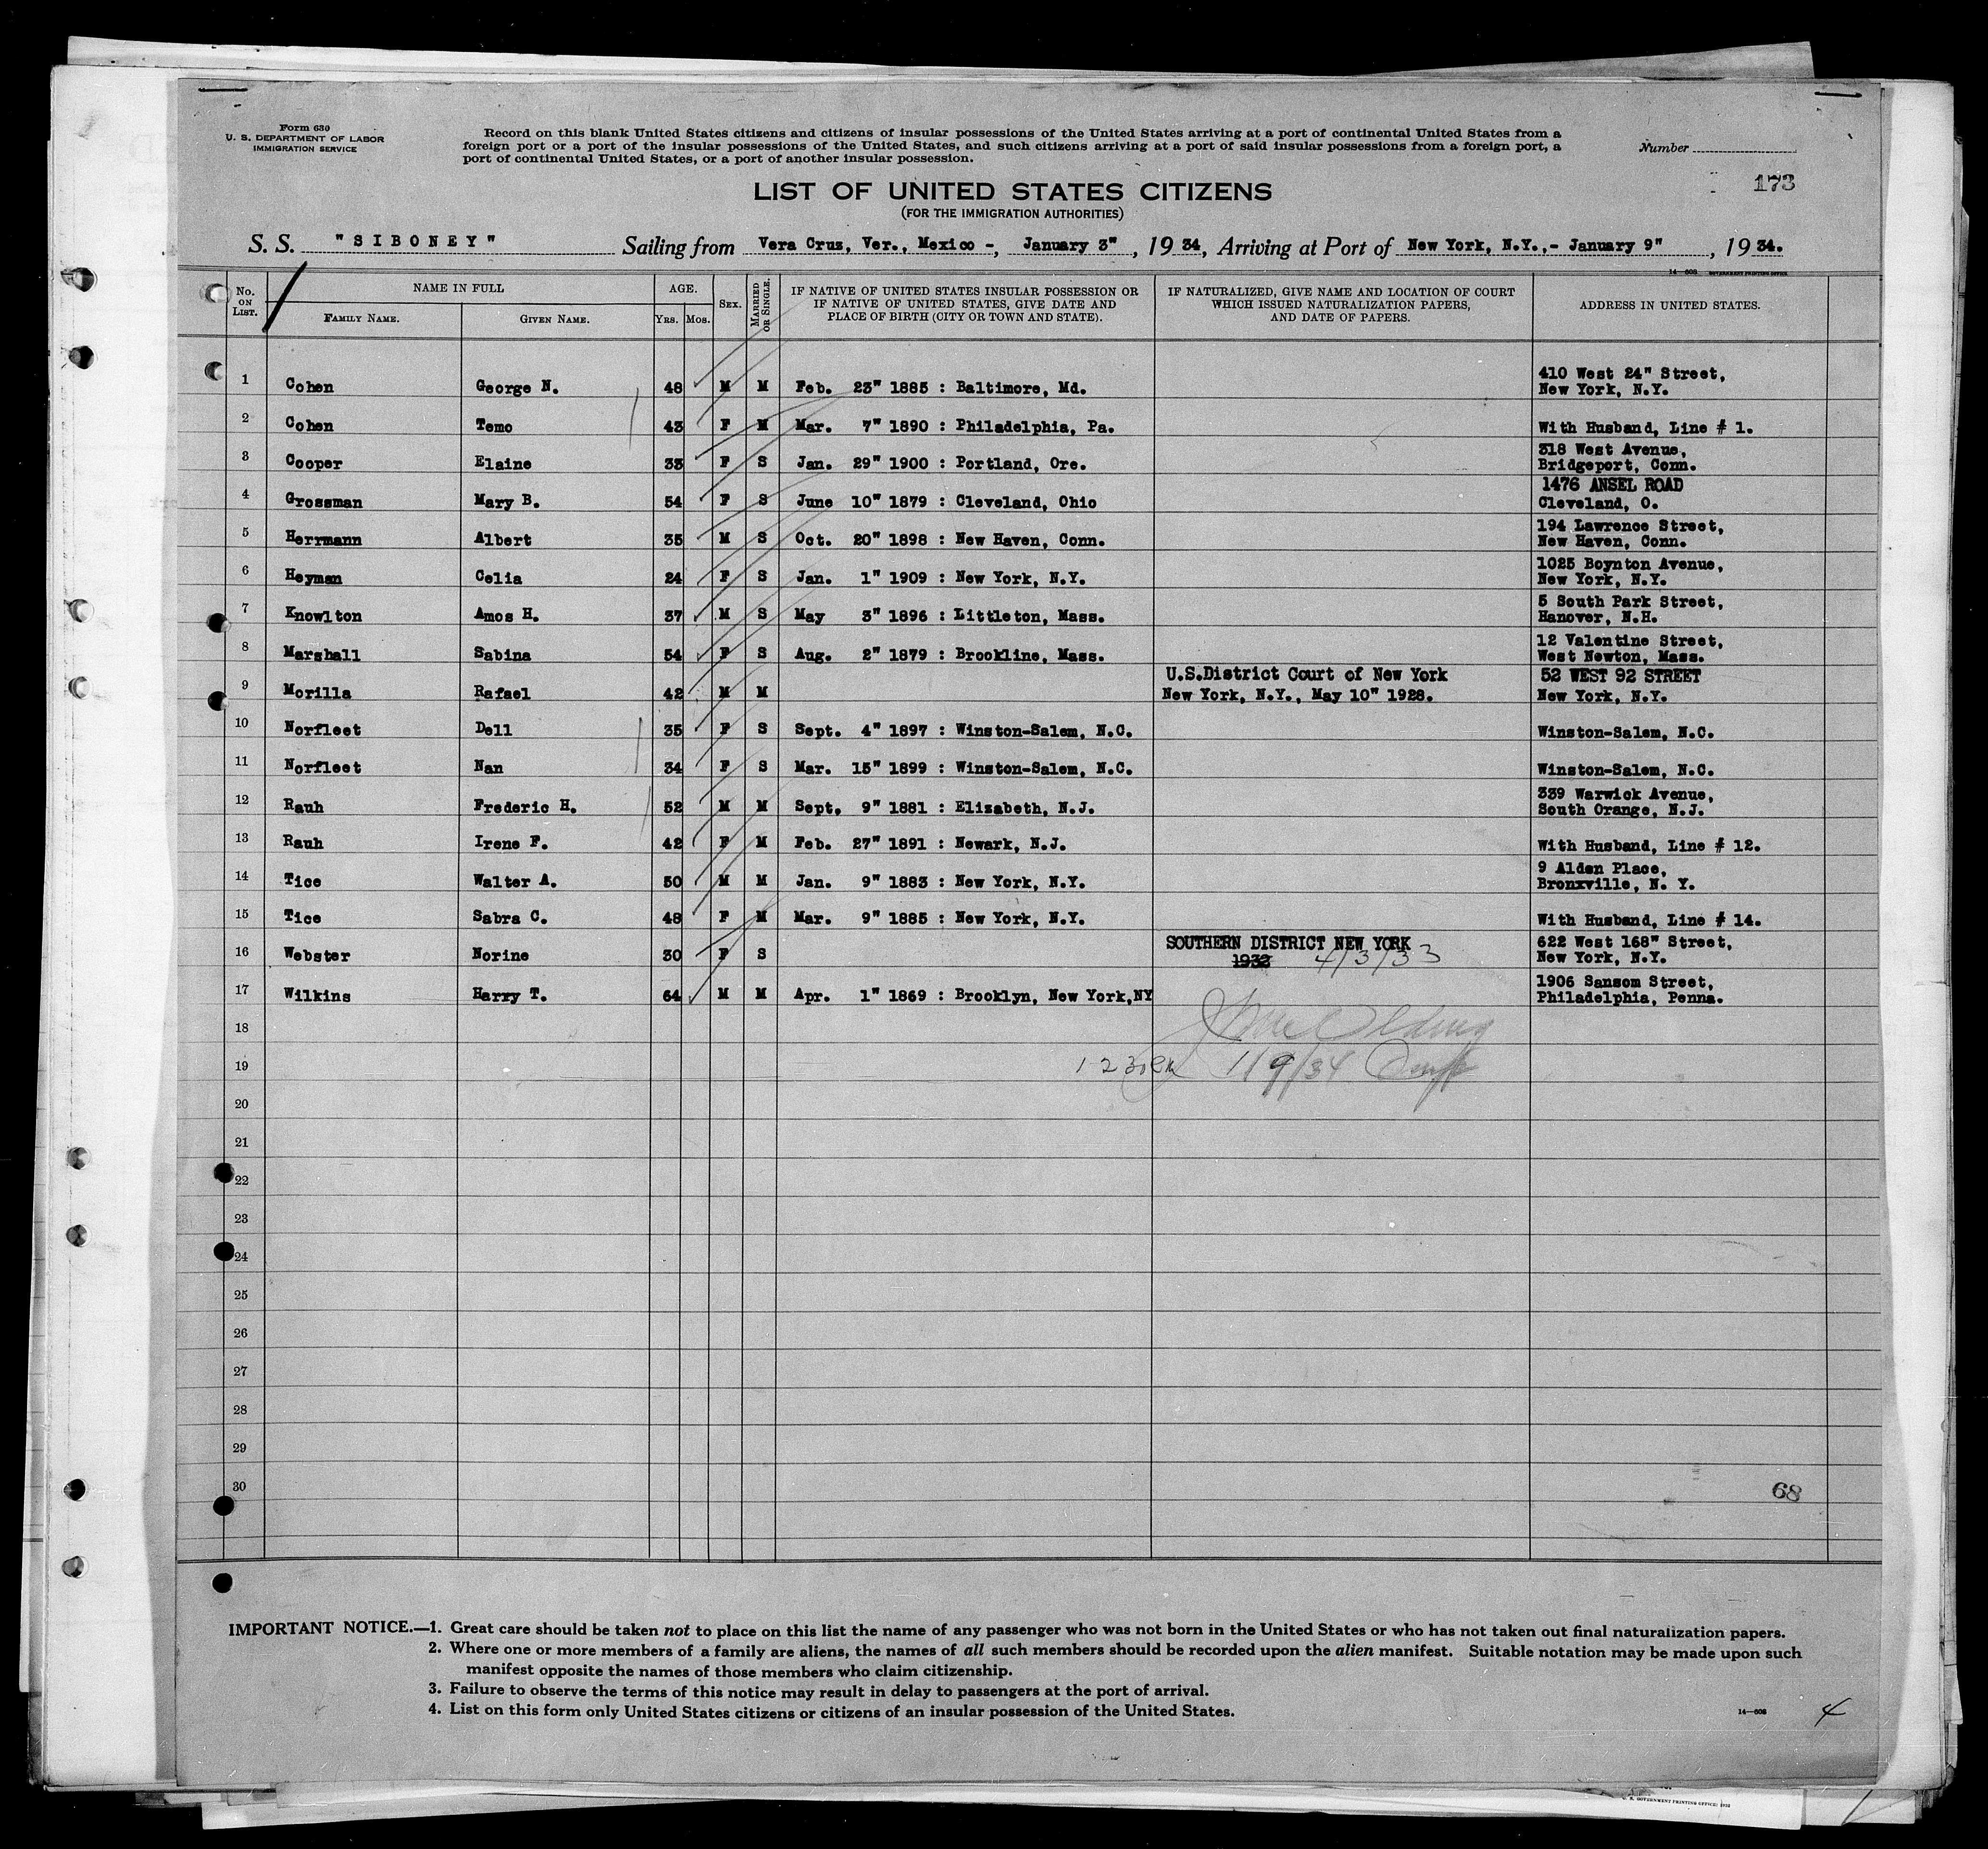 Form 630
U. S. DEPARTMENT OF LABOR
IMMIGRATION SERVICE
Record on this blank United States citizens and citizens of insular possessions of the United States arriving at a port of continental United States from a
foreign port or a port of the insular possessions of the United States, and such citizens arriving at a port of said insular possessions from a foreign port, a
port of continental United States, or a port of another insular possession.
Number
173
LIST OF UNITED STATES CITIZENS
(FOR THE IMMIGRATION AUTHORITIES)
S. S. "SIBONEY" Sailing from Vera Cruz, Ver., Mexico -, January 3", 1934, Arriving at Port of New York, N.Y.,- January 9", 1934.
14—608 GOVERNMENT PRINTING OFFICE
No. ON LIST. NAME IN FULL AGE. SEX. MARRIED OR SINGLE. IF NATIVE OF UNITED STATES INSULAR POSSESSION OR IF NATIVE OF UNITED STATES, GIVE DATE AND PLACE OF BIRTH (CITY OR TOWN AND STATE). IF NATURALIZED, GIVE NAME AND LOCATION OF COURT WHICH ISSUED NATURALIZATION PAPERS, AND DATE OF PAPERS. ADDRESS IN UNITED STATES.
FAMILY NAME. GIVEN NAME. Yrs. Mos.
1 Cohen George N. 48 M M Feb. 23" 1885 : Baltimore, Md. 410 West 24" Street, New York, N.Y.
2 Cohen Temo 43 F M Mar. 7" 1890 : Philadelphia, Pa. With Husband, Line # 1.
3 Cooper Elaine 33 F S Jan. 29" 1900 : Portland, Ore. 318 West Avenue, Bridgeport, Conn.
4 Grossman Mary B. 54 F S June 10" 1879 : Cleveland, Ohio 1476 ANSEL ROAD Cleveland, O.
5 Herrmann Albert 35 M S Oct. 20" 1898 : New Haven, Conn. 194 Lawrence Street, New Haven, Conn.
6 Heyman Celia 24 F S Jan. 1" 1909 : New York, N.Y. 1025 Boynton Avenue, New York, N.Y.
7 Knowlton Amos H. 37 M S May 3" 1896 : Littleton, Mass. 5 South Park Street, Hanover, N.H.
8 Marshall Sabina 54 F S Aug. 2" 1879 : Brookline, Mass. 12 Valentine Street, West Newton, Mass.
9 Morilla Rafael 42 M M U.S.District Court of New York New York, N.Y., May 10" 1928. 52 WEST 92 STREET New York, N.Y.
10 Norfleet Dell 35 F S Sept. 4" 1897 : Winston-Salem, N.C. Winston-Salem, N.C.
11 Norfleet Nan 34 F S Mar. 15" 1899 : Winston-Salem, N.C. Winston-Salem, N.C.
12 Rauh Frederic H. 52 M M Sept. 9" 1881 : Elizabeth, N.J. 339 Warwick Avenue, South Orange, N.J.
13 Rauh Irene F. 42 F M Feb. 27" 1891 : Newark, N.J. With Husband, Line # 12.
14 Tice Walter A. 50 M M Jan. 9" 1883 : New York, N.Y. 9 Alden Place, Bronxville, N. Y.
15 Tice Sabra C. 48 F M Mar. 9" 1885 : New York, N.Y. With Husband, Line # 14.
16 Webster Norine 30 F S SOUTHERN DISTRICT NEW YORK 1932 4/3/33 622 West 168" Street, New York, N.Y.
17 Wilkins Harry T. 64 M M Apr. 1" 1869 : Brooklyn, New York,NY 1906 Sansom Street, Philadelphia, Penna.
18
19 1/9/34
20
21
22
23
24
25
26
27
28
29
30
68
IMPORTANT NOTICE.—1. Great care should be taken not to place on this list the name of any passenger who was not born in the United States or who has not taken out final naturalization papers.
2. Where one or more members of a family are aliens, the names of all such members should be recorded upon the alien manifest. Suitable notation may be made upon such
manifest opposite the names of those members who claim citizenship.
3. Failure to observe the terms of this notice may result in delay to passengers at the port of arrival.
4. List on this form only United States citizens or citizens of an insular possession of the United States.
14—608
4